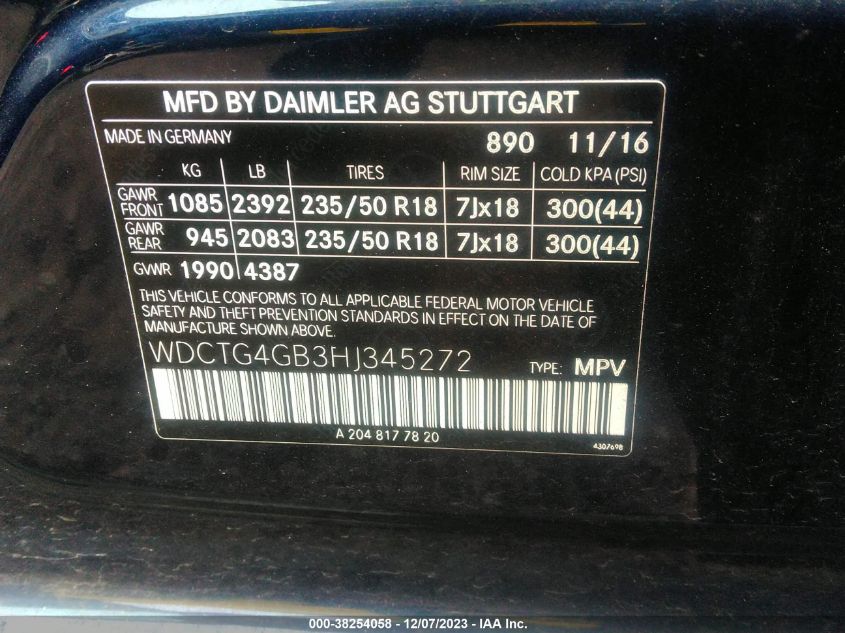 MFD BY DAIMLER AG STUTTGART
MADE IN GERMANY 890 11/16
KG LB TIRES RIM SIZE COLD KPA (PSI)
GAWR FRONT 1085 2392 235/50 R18 7Jx18 300(44)
GAWR REAR 945 2083 235/50 R18 7Jx18 300(44)
GVWR 1990 4387
THIS VEHICLE CONFORMS TO ALL APPLICABLE FEDERAL MOTOR VEHICLE
SAFETY AND THEFT PREVENTION STANDARDS IN EFFECT ON THE DATE OF
MANUFACTURE SHOWN ABOVE.
WDCTG4GB3HJ345272 TYPE: MPV
A 204 817 78 20
4307698
000-38254058 - 12/07/2023 - IAA Inc.